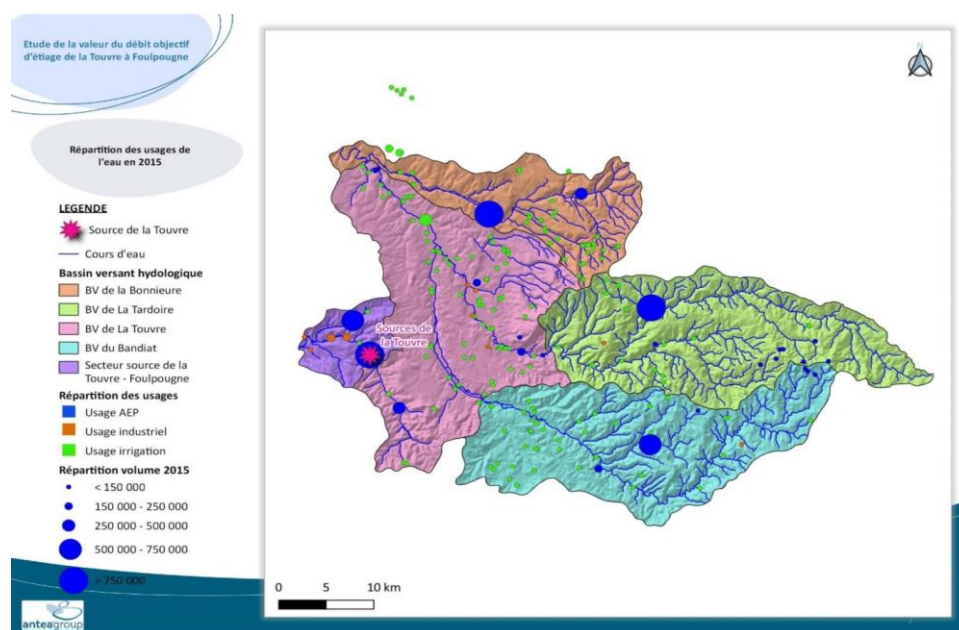 Etude de la valeur du débit objectif
d'étiage de la Touvre à Foulpougne
Répartition des usages de
l'eau en 2015
LEGENDE
Source de la Touvre
Cours d'eau
Bassin versant hydrologique
BV de la Bonnieure
BV de La Tardoire
BV de La Touvre
BV du Bandiat
Secteur source de la
Touvre - Foulpougne
Répartition des usages
Usage AEP
Usage industriel
Usage irrigation
Répartition volume 2015
< 150 000
150 000 - 250 000
250 000 - 500 000
500 000 - 750 000
> 750 000
anteagroup
N
Sources de
la Touvre
0 5 10 km